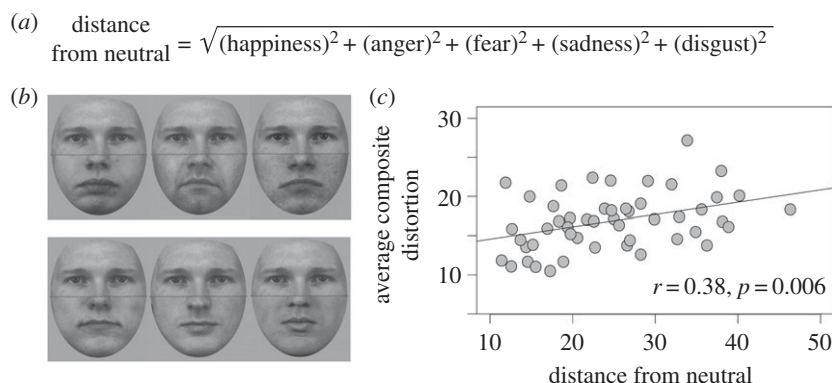 (a) distance
from neutral = √(happiness)² + (anger)² + (fear)² + (sadness)² + (disgust)²
(b)
(c)
average composite
distortion
30
20
10
r = 0.38, p = 0.006
10 20 30 40 50
distance from neutral